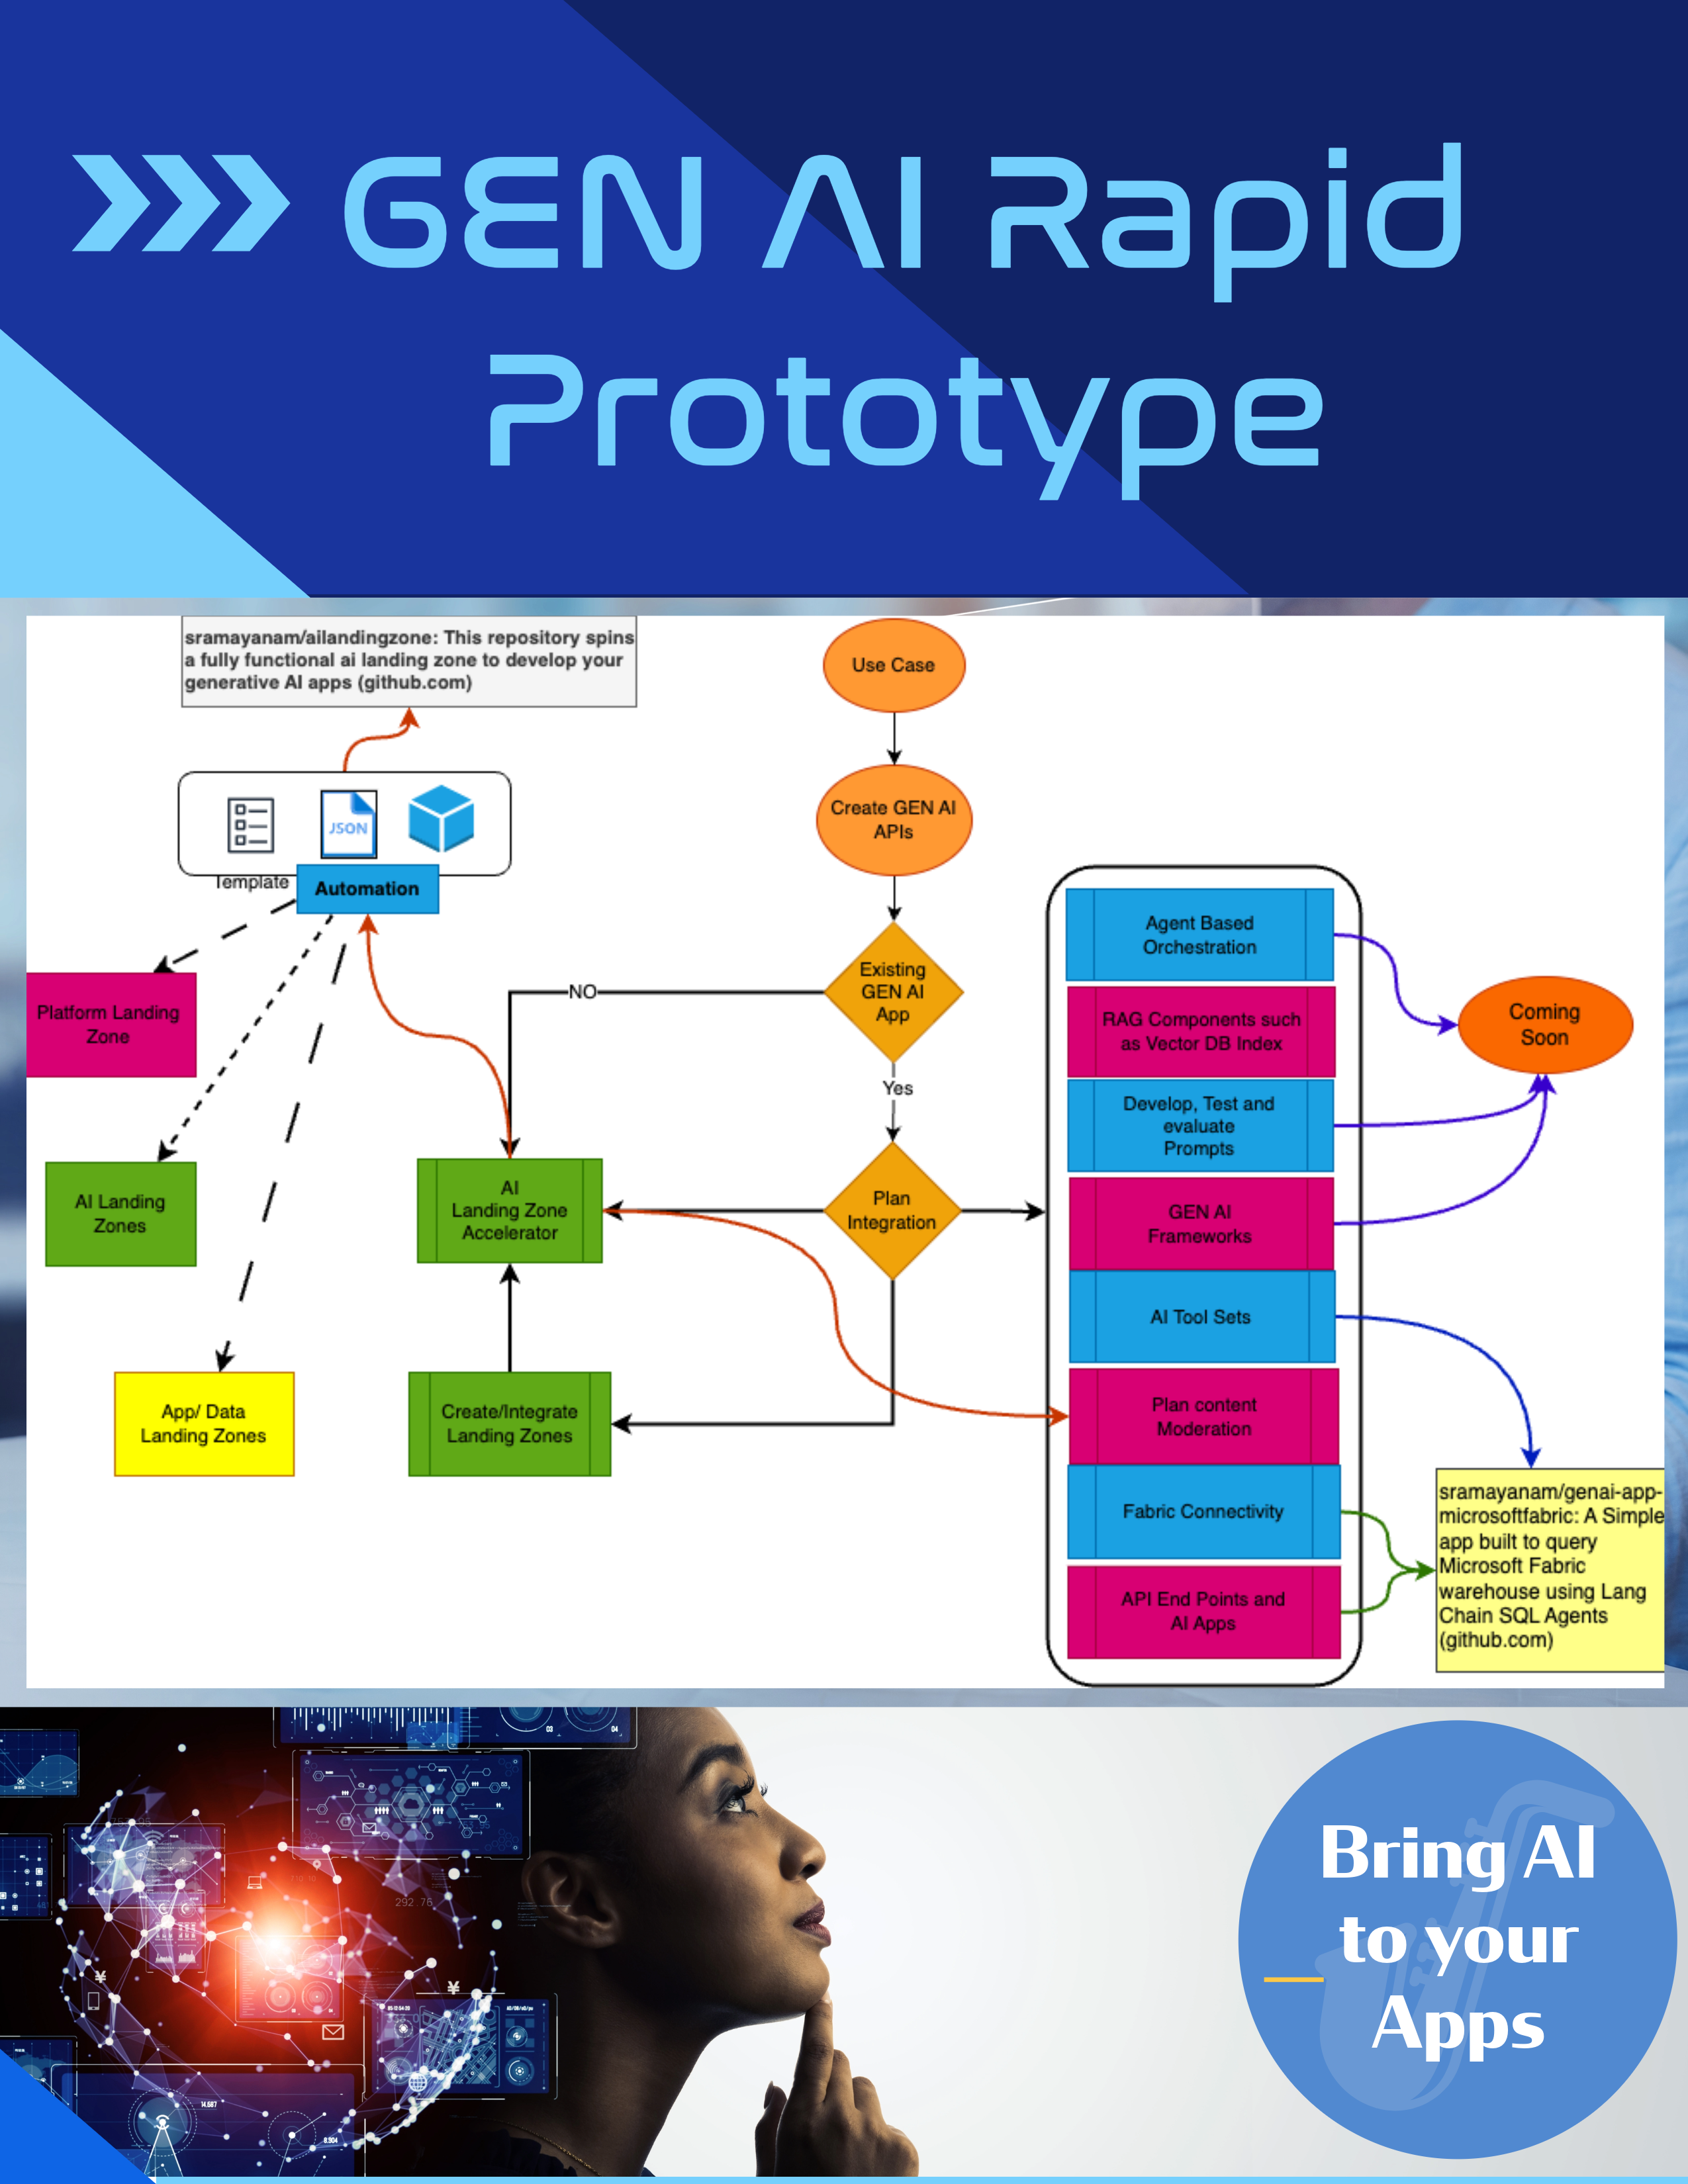 GEN AI Rapid
Prototype
sramayanam/ailandingzone: This repository spins
a fully functional ai landing zone to develop your
generative AI apps (github.com)
Use Case
Create GEN AI
APIs
JSON
Template
Automation
Existing
GEN AI
App
NO
Yes
Platform Landing
Zone
AI Landing
Zones
App/ Data
Landing Zones
AI
Landing Zone
Accelerator
Plan
Integration
Create/Integrate
Landing Zones
Agent Based
Orchestration
RAG Components such
as Vector DB Index
Develop, Test and
evaluate
Prompts
GEN AI
Frameworks
AI Tool Sets
Plan content
Moderation
Fabric Connectivity
API End Points and
AI Apps
Coming
Soon
sramayanam/genai-app-
microsoftfabric: A Simple
app built to query
Microsoft Fabric
warehouse using Lang
Chain SQL Agents
(github.com)
03
04
292.76
14.587
8.904
Bring AI
to your
Apps